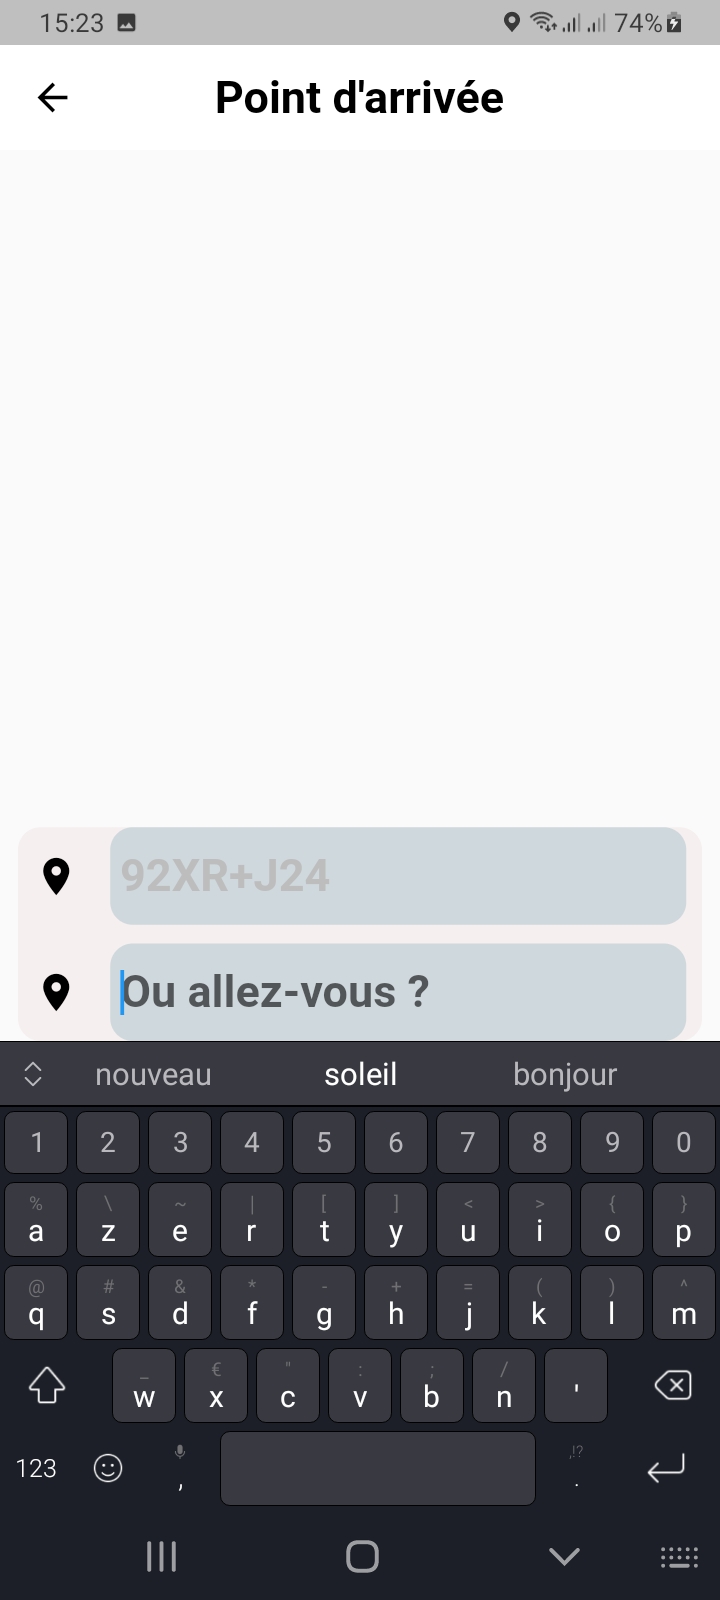 15:23 74%
Point d'arrivée
92XR+J24
Ou allez-vous ?
nouveau soleil bonjour
1 2 3 4 5 6 7 8 9 0
% \ ~ | [ ] < > { }
a z e r t y u i o p
@ # & * - + = ( ) ^
q s d f g h j k l m
_ € " : ; /
w x c v b n '
,!?
123 , .